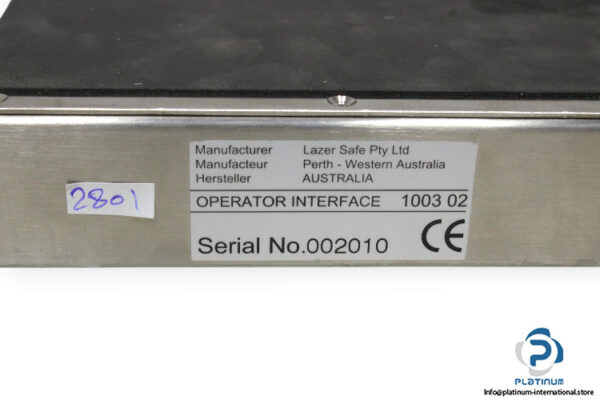 Manufacturer Lazer Safe Pty Ltd
Manufacteur Perth - Western Australia
Hersteller AUSTRALIA
OPERATOR INTERFACE 1003 02
Serial No.002010 CE
2801
PLATINUM
Info@platinum-international.store